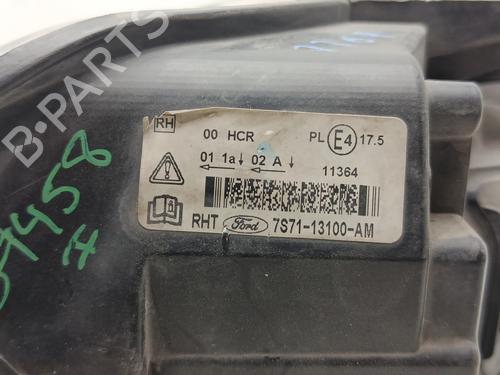 B-PARTS
RH
00 HCR
PL E4 17.5
01 1a↓ 02 A ↓
11364
RHT Ford 7S71-13100-AM